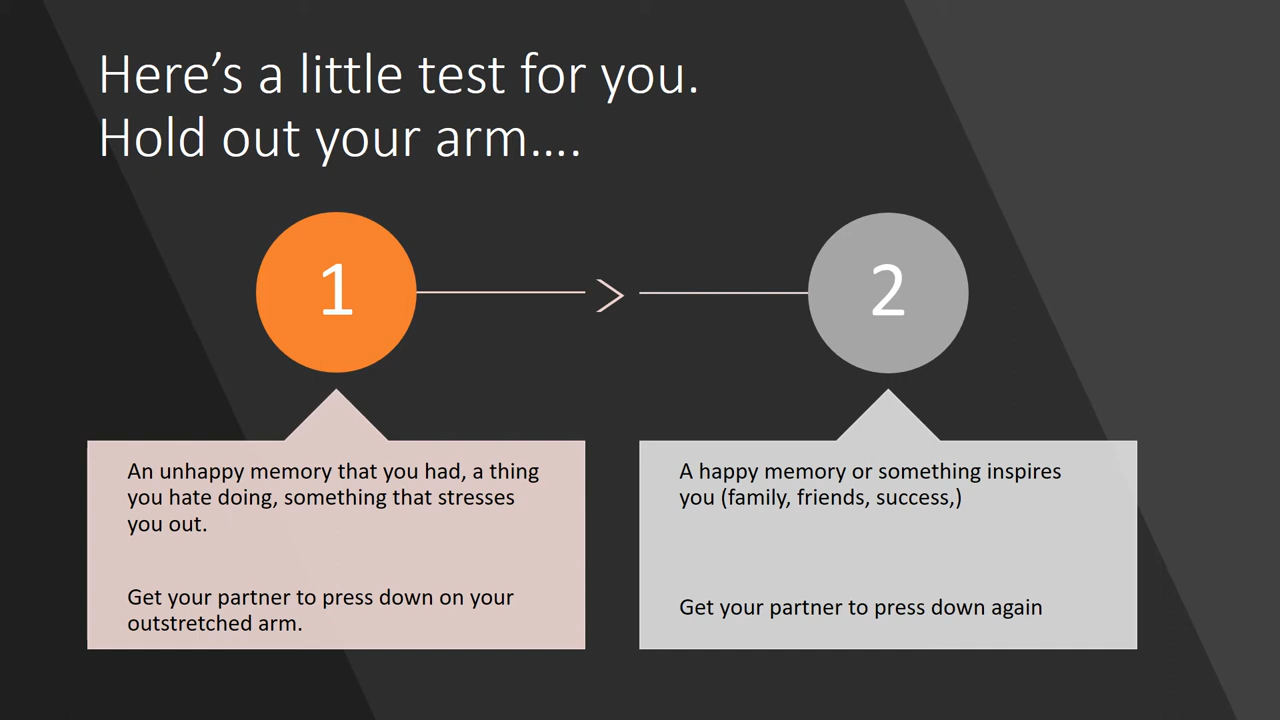 Here’s a little test for you.
Hold out your arm….
1
2
An unhappy memory that you had, a thing
you hate doing, something that stresses
you out.
Get your partner to press down on your
outstretched arm.
A happy memory or something inspires
you (family, friends, success,)
Get your partner to press down again